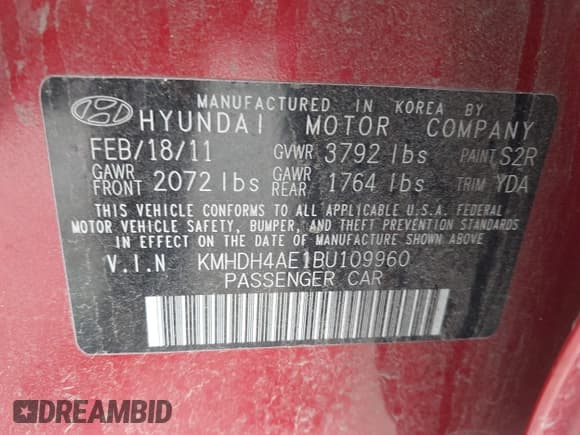 MANUFACTURED IN KOREA BY
HYUNDAI MOTOR COMPANY
FEB/18/11 GVWR 3792 lbs PAINT S2R
GAWR FRONT 2072 lbs GAWR REAR 1764 lbs TRIM YDA
THIS VEHICLE CONFORMS TO ALL APPLICABLE U.S.A. FEDERAL
MOTOR VEHICLE SAFETY, BUMPER, AND THEFT PREVENTION STANDARDS
IN EFFECT ON THE DATE OF MANUFACTURE SHOWN ABOVE.
V.I.N KMHDH4AE1BU109960
PASSENGER CAR
DREAMBID